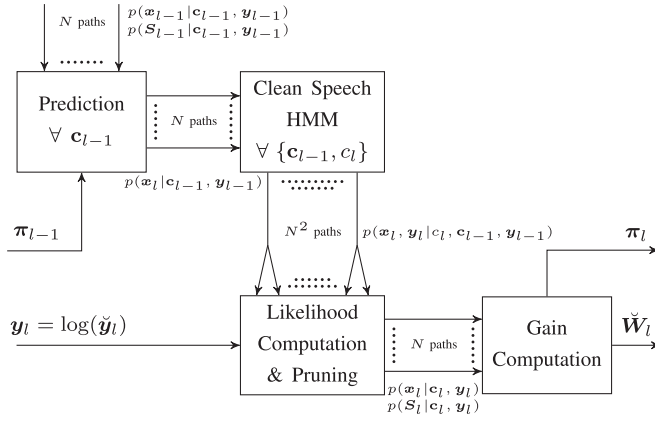 N paths
p(x_{l−1}|c_{l−1}, y_{l−1})
p(S_{l−1}|c_{l−1}, y_{l−1})
Prediction
∀ c_{l−1}
N paths
Clean Speech
HMM
∀ {c_{l−1}, c_l}
p(x_l|c_{l−1}, y_{l−1})
π_{l−1}
N² paths
p(x_l, y_l|c_l, c_{l−1}, y_{l−1})
π_l
y_l = log(y̆_l)
Likelihood
Computation
& Pruning
N paths
Gain
Computation
W̆_l
p(x_l|c_l, y_l)
p(S_l|c_l, y_l)